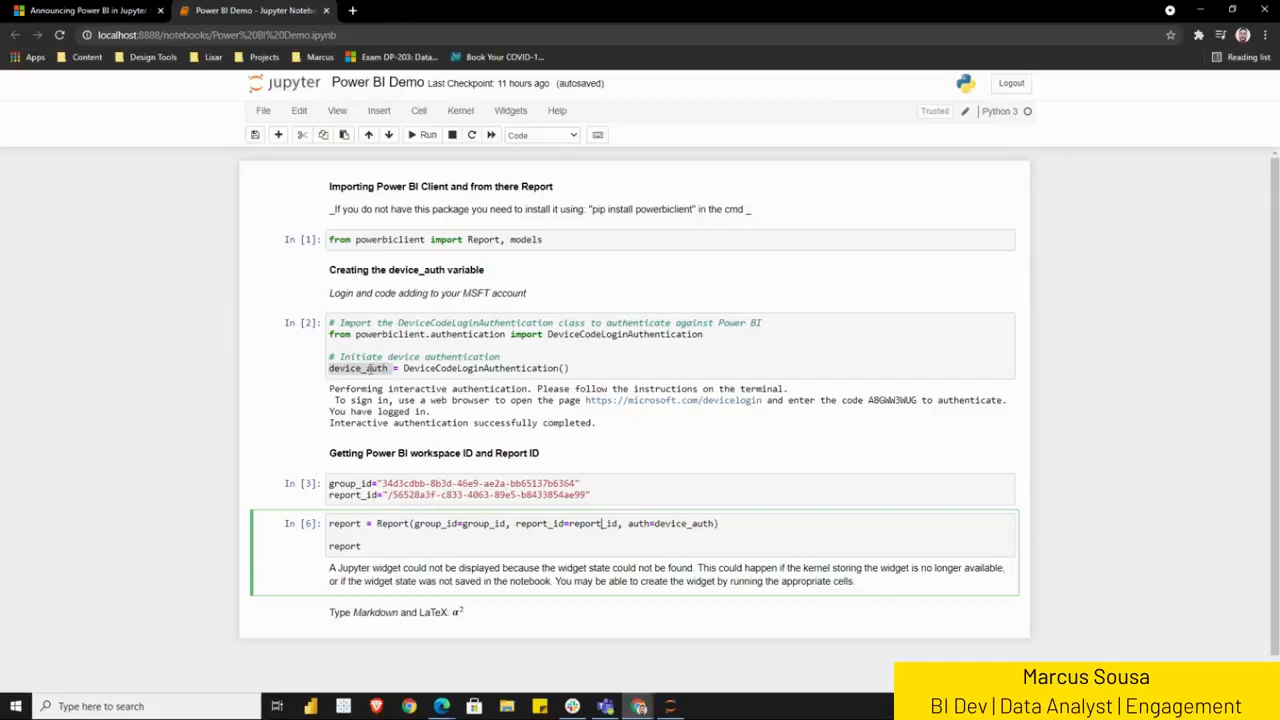 Announcing Power BI in Jupyter
Power BI Demo - Jupyter Notebo
localhost:8888/notebooks/Power%20BI%20Demo.ipynb
Apps Content Design Tools Lixar Projects Marcus Exam DP-203: Data... Book Your COVID-1... Reading list
jupyter Power BI Demo Last Checkpoint: 11 hours ago (autosaved) Logout
File Edit View Insert Cell Kernel Widgets Help Trusted Python 3
Run Code
Importing Power BI Client and from there Report
_If you do not have this package you need to install it using: "pip install powerbiclient" in the cmd _
In [1]: from powerbiclient import Report, models
Creating the device_auth variable
Login and code adding to your MSFT account
In [2]: # Import the DeviceCodeLoginAuthentication class to authenticate against Power BI
from powerbiclient.authentication import DeviceCodeLoginAuthentication
# Initiate device authentication
device_auth = DeviceCodeLoginAuthentication()
Performing interactive authentication. Please follow the instructions on the terminal.
To sign in, use a web browser to open the page https://microsoft.com/devicelogin and enter the code A8GWW3WUG to authenticate.
You have logged in.
Interactive authentication successfully completed.
Getting Power BI workspace ID and Report ID
In [3]: group_id="34d3cdbb-8b3d-46e9-ae2a-bb65137b6364"
report_id="/56528a3f-c833-4063-89e5-b8433854ae99"
In [6]: report = Report(group_id=group_id, report_id=report_id, auth=device_auth)
report
A Jupyter widget could not be displayed because the widget state could not be found. This could happen if the kernel storing the widget is no longer available,
or if the widget state was not saved in the notebook. You may be able to create the widget by running the appropriate cells.
Type Markdown and LaTeX: α²
Type here to search
Marcus Sousa
BI Dev | Data Analyst | Engagement